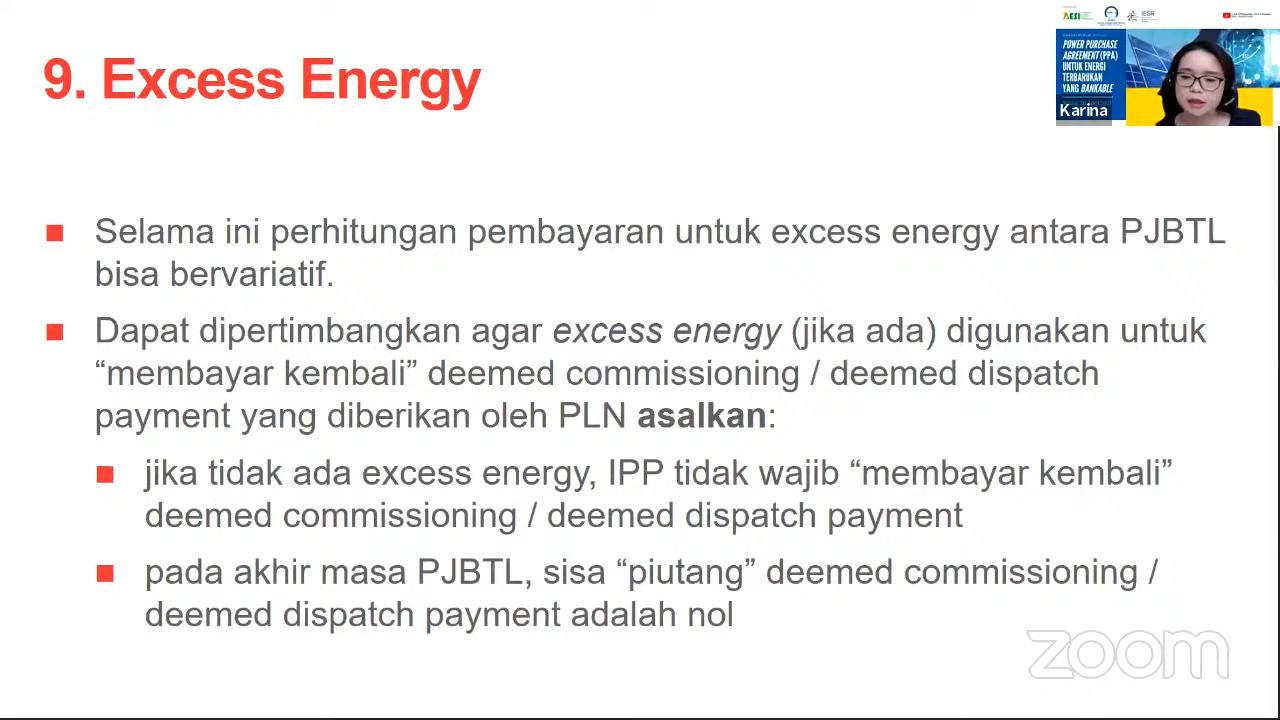 9. Excess Energy
AESI
IESR
POWER PURCHASE
AGREEMENT (PPA)
UNTUK ENERGI
TERBARUKAN
YANG BANKABLE
Karina
Selama ini perhitungan pembayaran untuk excess energy antara PJBTL
bisa bervariatif.
Dapat dipertimbangkan agar excess energy (jika ada) digunakan untuk
“membayar kembali” deemed commissioning / deemed dispatch
payment yang diberikan oleh PLN asalkan:
jika tidak ada excess energy, IPP tidak wajib “membayar kembali”
deemed commissioning / deemed dispatch payment
pada akhir masa PJBTL, sisa “piutang” deemed commissioning /
deemed dispatch payment adalah nol
zoom